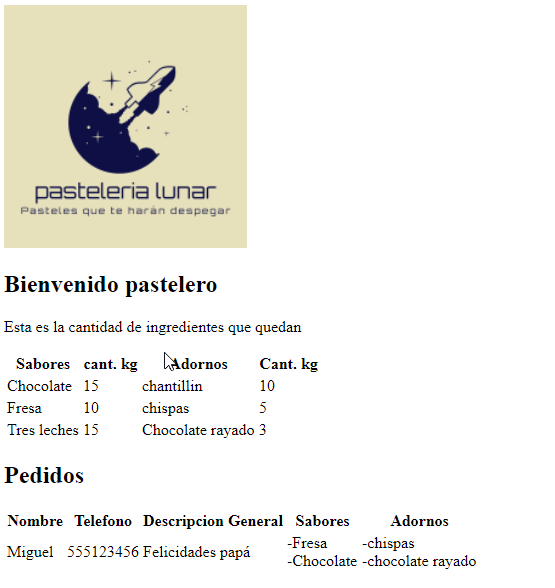 pasteleria lunar
Pasteles que te harán despegar
Bienvenido pastelero
Esta es la cantidad de ingredientes que quedan
Sabores cant. kg Adornos Cant. kg
Chocolate 15 chantillin 10
Fresa 10 chispas 5
Tres leches 15 Chocolate rayado 3
Pedidos
Nombre Telefono Descripcion General Sabores Adornos
Miguel 555123456 Felicidades papá -Fresa -chispas
-Chocolate -chocolate rayado